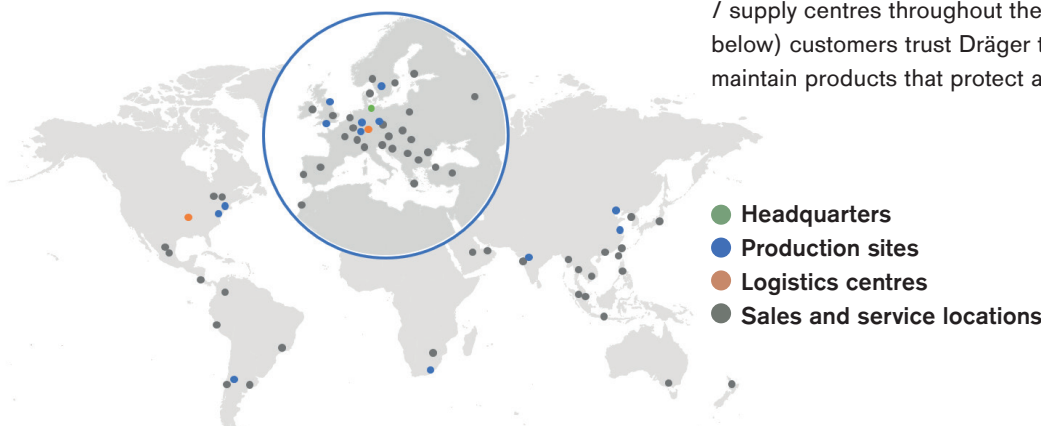 / supply centres throughout the
below) customers trust Dräger
maintain products that protect
Headquarters
Production sites
Logistics centres
Sales and service locations